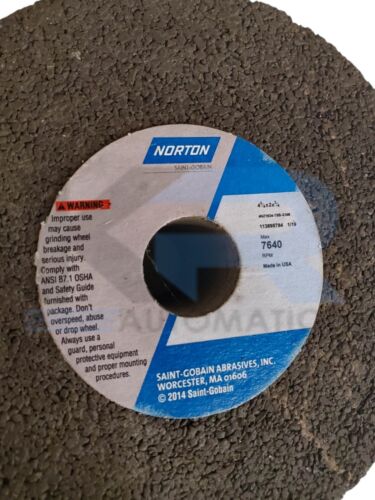 NORTON
SAINT-GOBAIN
WARNING
Improper use
may cause
grinding wheel
breakage and
serious injury.
Comply with
ANSI B7.1 OSHA
and Safety Guide
furnished with
package. Don't
overspeed, abuse
or drop wheel.
Always use a
guard, personal
protective equipment
and proper mounting
procedures.
1/19
Max
7640
RPM
Made in USA
SAINT-GOBAIN ABRASIVES, INC.
WORCESTER, MA 01606
© 2014 Saint-Gobain
AUTOMATIC